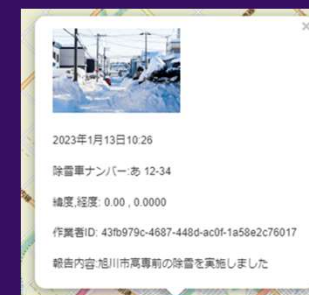 ×
2023年1月13日10:26
除雪車ナンバー:あ 12-34
緯度,経度: 0.00 , 0.0000
作業者ID: 43fb979c-4687-448d-ac0f-1a58e2c76017
報告内容:旭川市高専前の除雪を実施しました